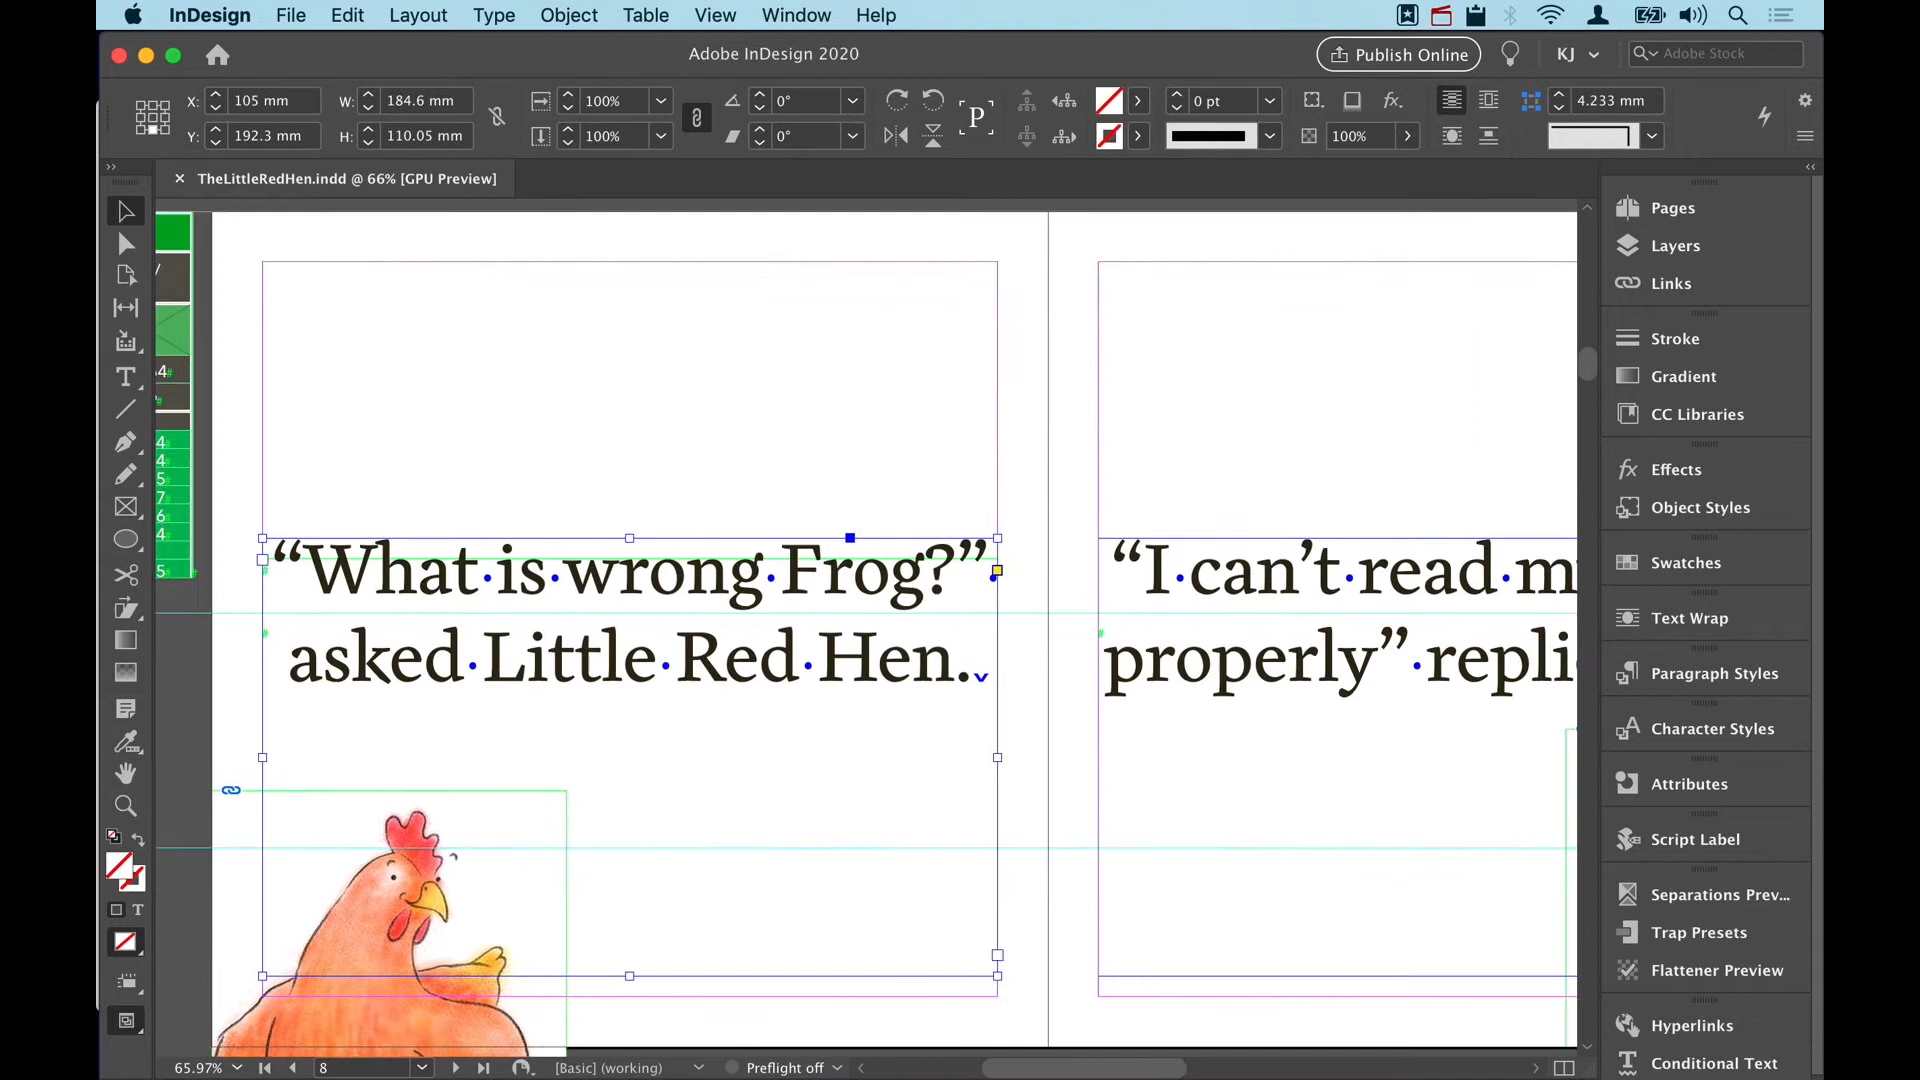 InDesign File Edit Layout Type Object Table View Window Help
Adobe InDesign 2020
Publish Online
KJ
Adobe Stock
X: 105 mm W: 184.6 mm 100% 0° P 0 pt fx. 4.233 mm
Y: 192.3 mm H: 110.05 mm 100% 0° 100%
TheLittleRedHen.indd @ 66% [GPU Preview]
“What is wrong Frog?”
asked Little Red Hen.
“I can’t read m
properly” repli
Pages
Layers
Links
Stroke
Gradient
CC Libraries
Effects
Object Styles
Swatches
Text Wrap
Paragraph Styles
Character Styles
Attributes
Script Label
Separations Prev...
Trap Presets
Flattener Preview
Hyperlinks
Conditional Text
65.97% 8 [Basic] (working) Preflight off